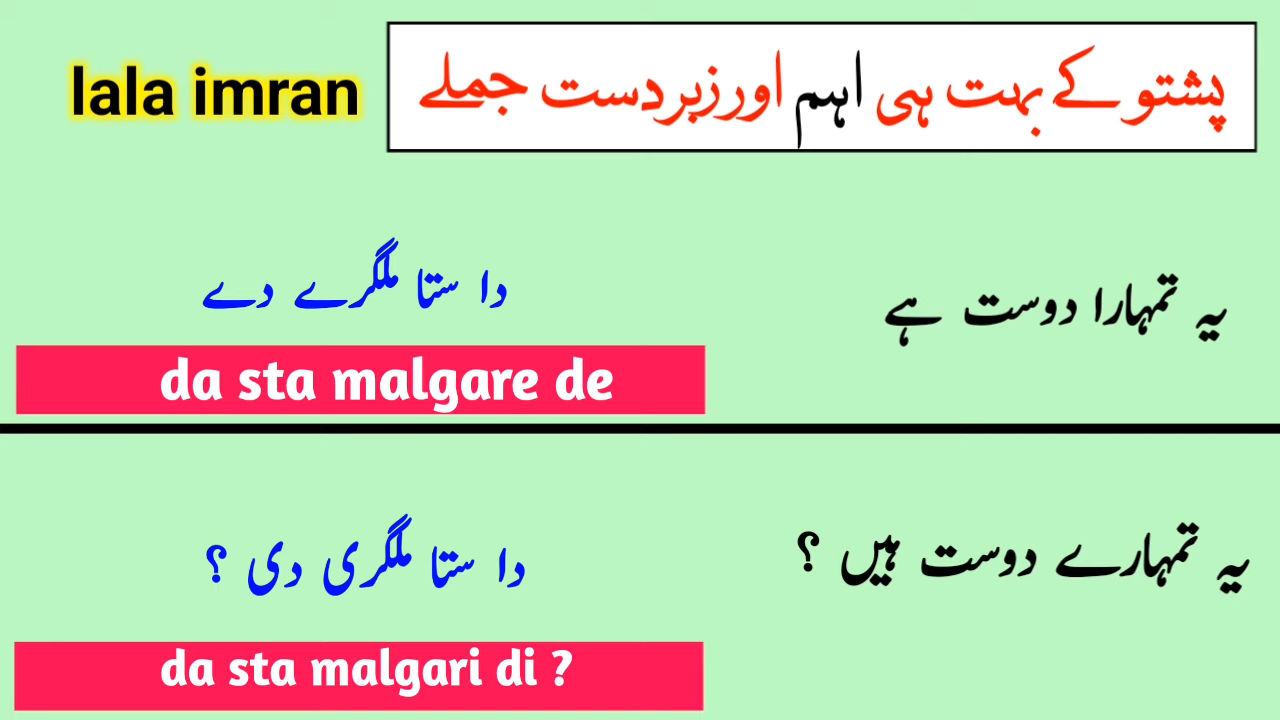 lala imran
پشتو کے بہت ہی اہم اور زبردست جملے
یہ تمہارا دوست ہے
دا ستا ملگرے دے
da sta malgare de
یہ تمہارے دوست ہیں ؟
دا ستا ملگری دی ؟
da sta malgari di ?